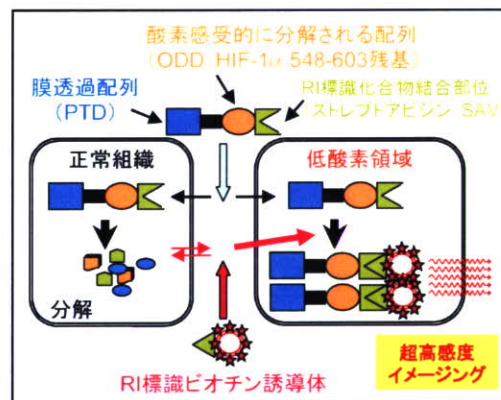 酸素感受的に分解される配列
(ODD HIF-1α 548-603残基)
膜透過配列
(PTD)
RI標識化合物結合部位
ストレプトアビジン SAV
正常組織
低酸素領域
分解
RI標識ビオチン誘導体
超高感度
イメージング